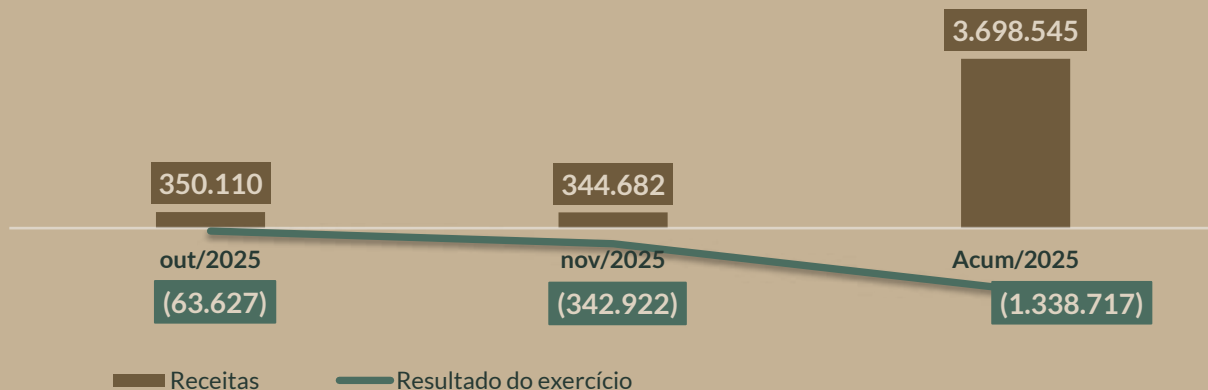 3.698.545
350.110
344.682
out/2025
nov/2025
Acum/2025
(63.627)
(342.922)
(1.338.717)
Receitas
Resultado do exercício